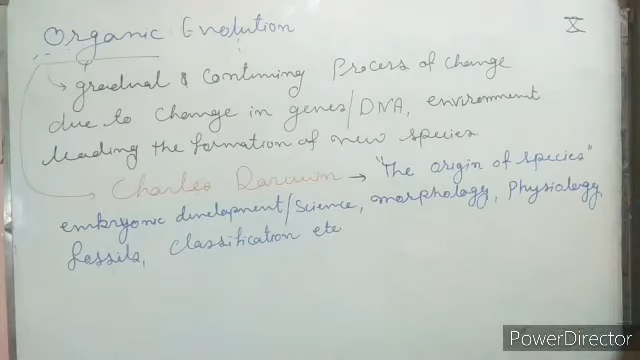 Organic Evolution
X
gradual & Continuing Process of change
due to change in genes/DNA, environment
leading the formation of new species
Charles Darwin → "The origin of species"
embryonic development/Science, morphology, Physiology,
fossils, Classification etc
PowerDirector